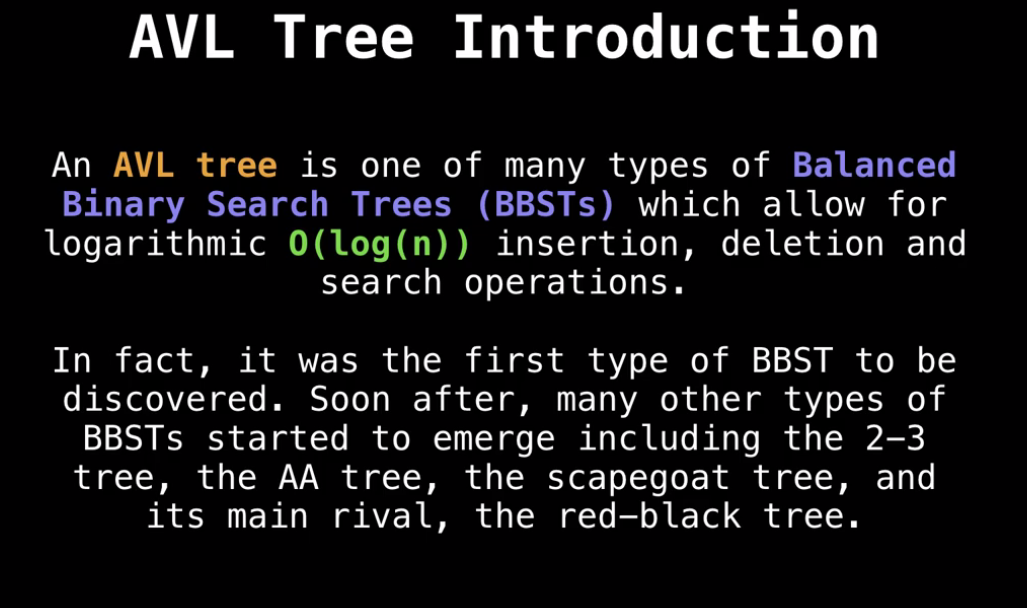 AVL Tree Introduction
An AVL tree is one of many types of Balanced
Binary Search Trees (BBSTs) which allow for
logarithmic O(log(n)) insertion, deletion and
search operations.
In fact, it was the first type of BBST to be
discovered. Soon after, many other types of
BBSTs started to emerge including the 2–3
tree, the AA tree, the scapegoat tree, and
its main rival, the red–black tree.